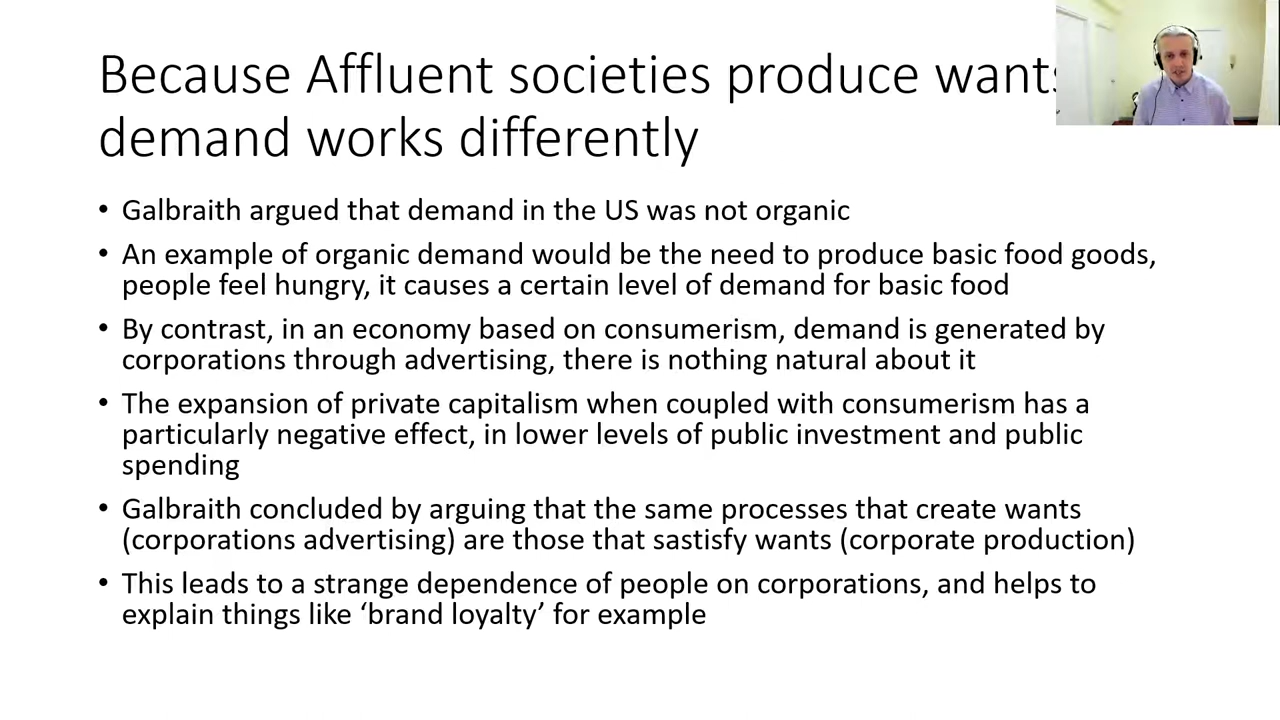 Because Affluent societies produce wants
demand works differently
• Galbraith argued that demand in the US was not organic
• An example of organic demand would be the need to produce basic food goods,
people feel hungry, it causes a certain level of demand for basic food
• By contrast, in an economy based on consumerism, demand is generated by
corporations through advertising, there is nothing natural about it
• The expansion of private capitalism when coupled with consumerism has a
particularly negative effect, in lower levels of public investment and public
spending
• Galbraith concluded by arguing that the same processes that create wants
(corporations advertising) are those that sastisfy wants (corporate production)
• This leads to a strange dependence of people on corporations, and helps to
explain things like ‘brand loyalty’ for example